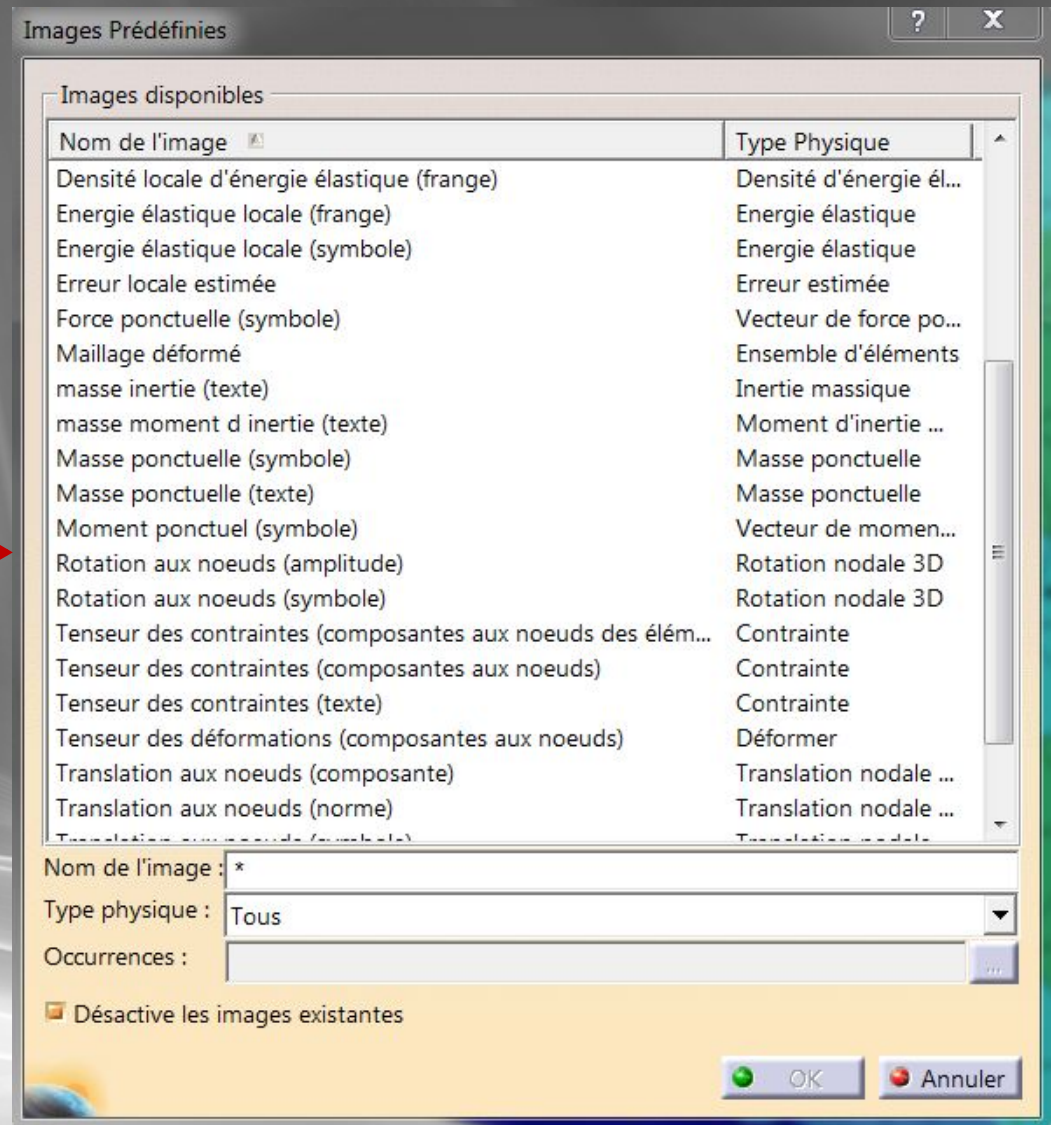 Images Prédéfinies
? X
Images disponibles
Nom de l'image Type Physique
Densité locale d'énergie élastique (frange) Densité d'énergie él...
Energie élastique locale (frange) Energie élastique
Energie élastique locale (symbole) Energie élastique
Erreur locale estimée Erreur estimée
Force ponctuelle (symbole) Vecteur de force po...
Maillage déformé Ensemble d'éléments
masse inertie (texte) Inertie massique
masse moment d inertie (texte) Moment d'inertie ...
Masse ponctuelle (symbole) Masse ponctuelle
Masse ponctuelle (texte) Masse ponctuelle
Moment ponctuel (symbole) Vecteur de momen...
Rotation aux noeuds (amplitude) Rotation nodale 3D
Rotation aux noeuds (symbole) Rotation nodale 3D
Tenseur des contraintes (composantes aux noeuds des élém... Contrainte
Tenseur des contraintes (composantes aux noeuds) Contrainte
Tenseur des contraintes (texte) Contrainte
Tenseur des déformations (composantes aux noeuds) Déformer
Translation aux noeuds (composante) Translation nodale ...
Translation aux noeuds (norme) Translation nodale ...
Translation aux noeuds (symbole) Translation nodale
Nom de l'image : *
Type physique : Tous
Occurrences : ...
Désactive les images existantes
OK Annuler